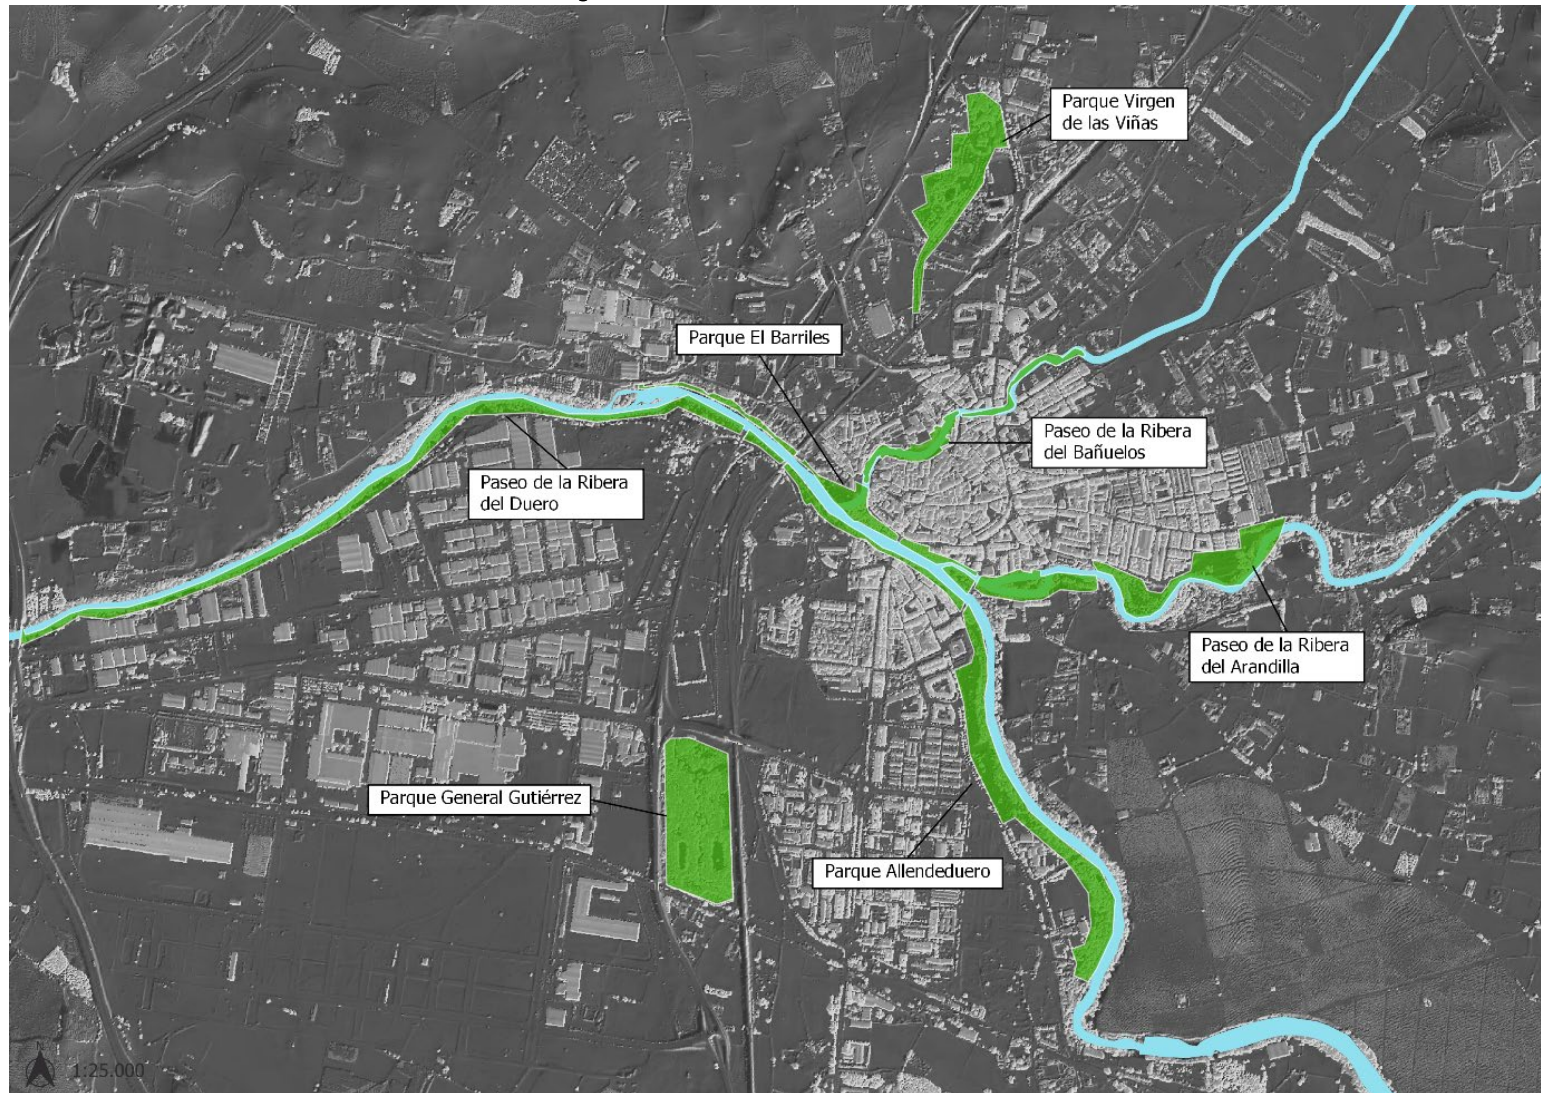 Parque Virgen
de las Viñas
Parque El Barriles
Paseo de la Ribera
del Bañuelos
Paseo de la Ribera
del Duero
Paseo de la Ribera
del Arandilla
Parque General Gutiérrez
Parque Allendeduero
1:25.000